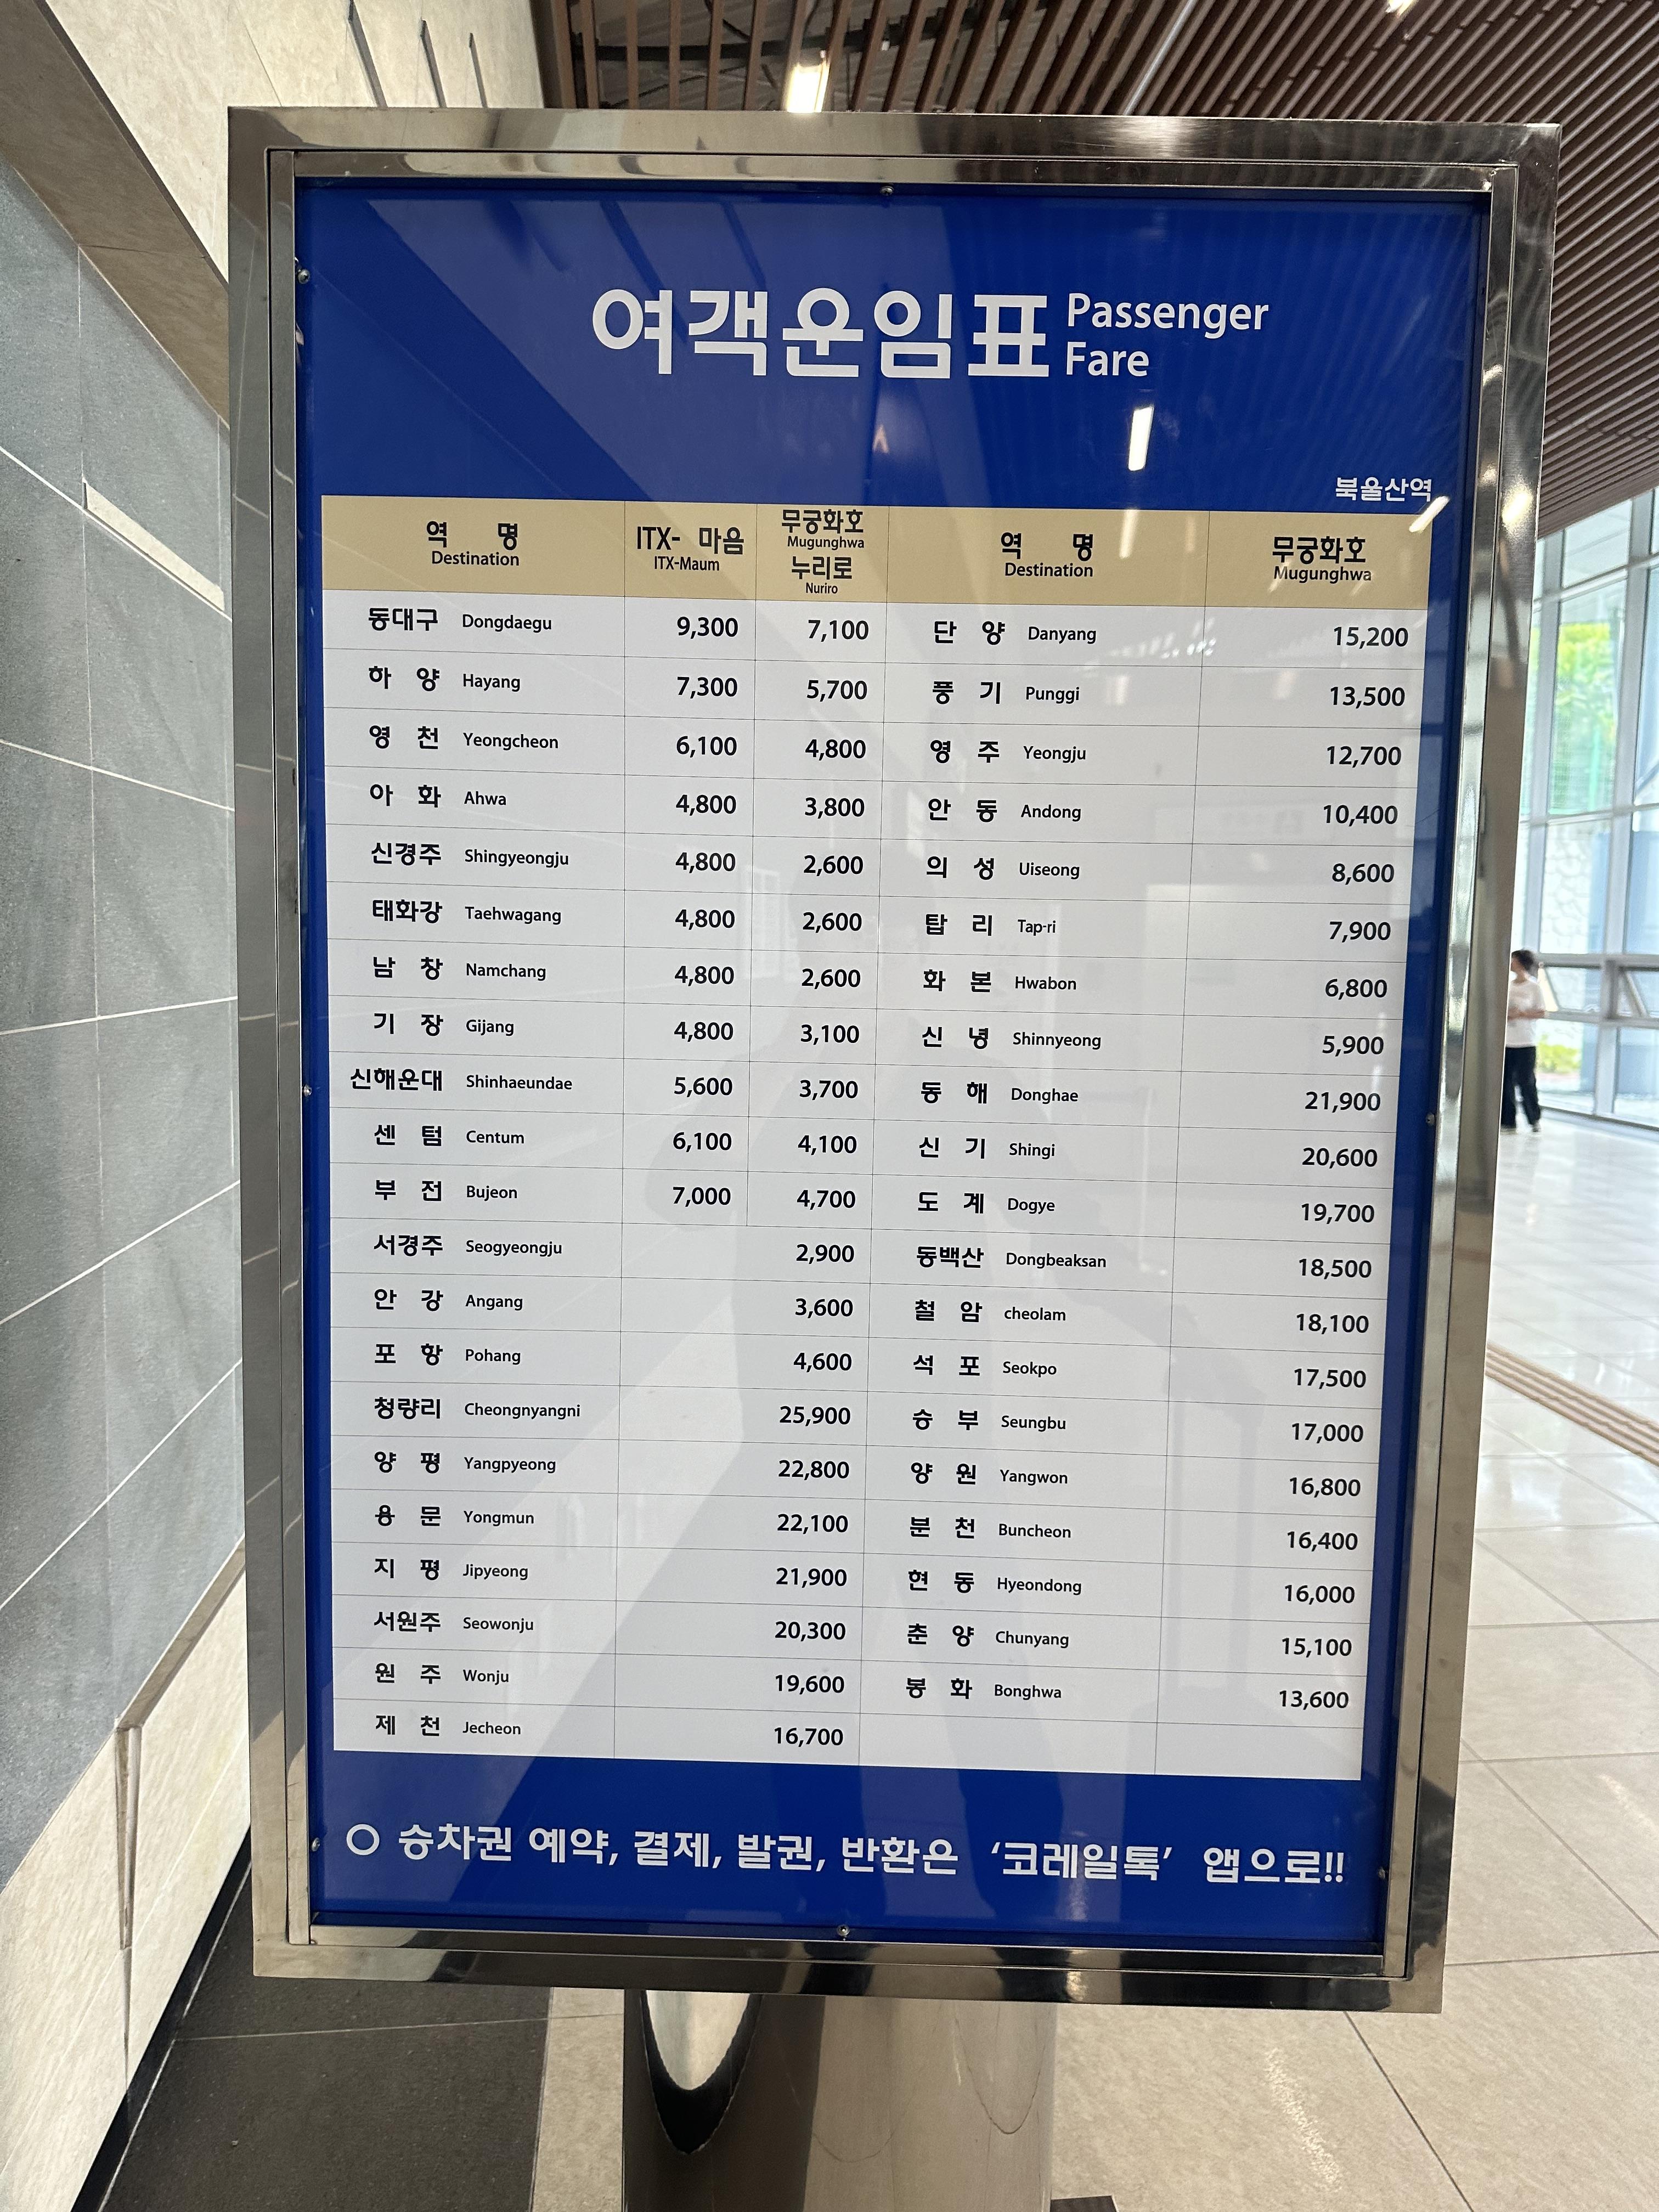 여객운임표 Passenger Fare
북울산역
역 명 Destination ITX- 마음 ITX-Maum 무궁화호 Mugunghwa 누리로 Nuriro 역 명 Destination 무궁화호 Mugunghwa
동대구 Dongdaegu 9,300 7,100 단 양 Danyang 15,200
하 양 Hayang 7,300 5,700 풍 기 Punggi 13,500
영 천 Yeongcheon 6,100 4,800 영 주 Yeongju 12,700
아 화 Ahwa 4,800 3,800 안 동 Andong 10,400
신경주 Shingyeongju 4,800 2,600 의 성 Uiseong 8,600
태화강 Taehwagang 4,800 2,600 탑 리 Tap-ri 7,900
남 창 Namchang 4,800 2,600 화 본 Hwabon 6,800
기 장 Gijang 4,800 3,100 신 녕 Shinnyeong 5,900
신해운대 Shinhaeundae 5,600 3,700 동 해 Donghae 21,900
센 텀 Centum 6,100 4,100 신 기 Shingi 20,600
부 전 Bujeon 7,000 4,700 도 계 Dogye 19,700
서경주 Seogyeongju 2,900 동백산 Dongbeaksan 18,500
안 강 Angang 3,600 철 암 cheolam 18,100
포 항 Pohang 4,600 석 포 Seokpo 17,500
청량리 Cheongnyangni 25,900 승 부 Seungbu 17,000
양 평 Yangpyeong 22,800 양 원 Yangwon 16,800
용 문 Yongmun 22,100 분 천 Buncheon 16,400
지 평 Jipyeong 21,900 현 동 Hyeondong 16,000
서원주 Seowonju 20,300 춘 양 Chunyang 15,100
원 주 Wonju 19,600 봉 화 Bonghwa 13,600
제 천 Jecheon 16,700
○ 승차권 예약, 결제, 발권, 반환은 ‘코레일톡’ 앱으로!!